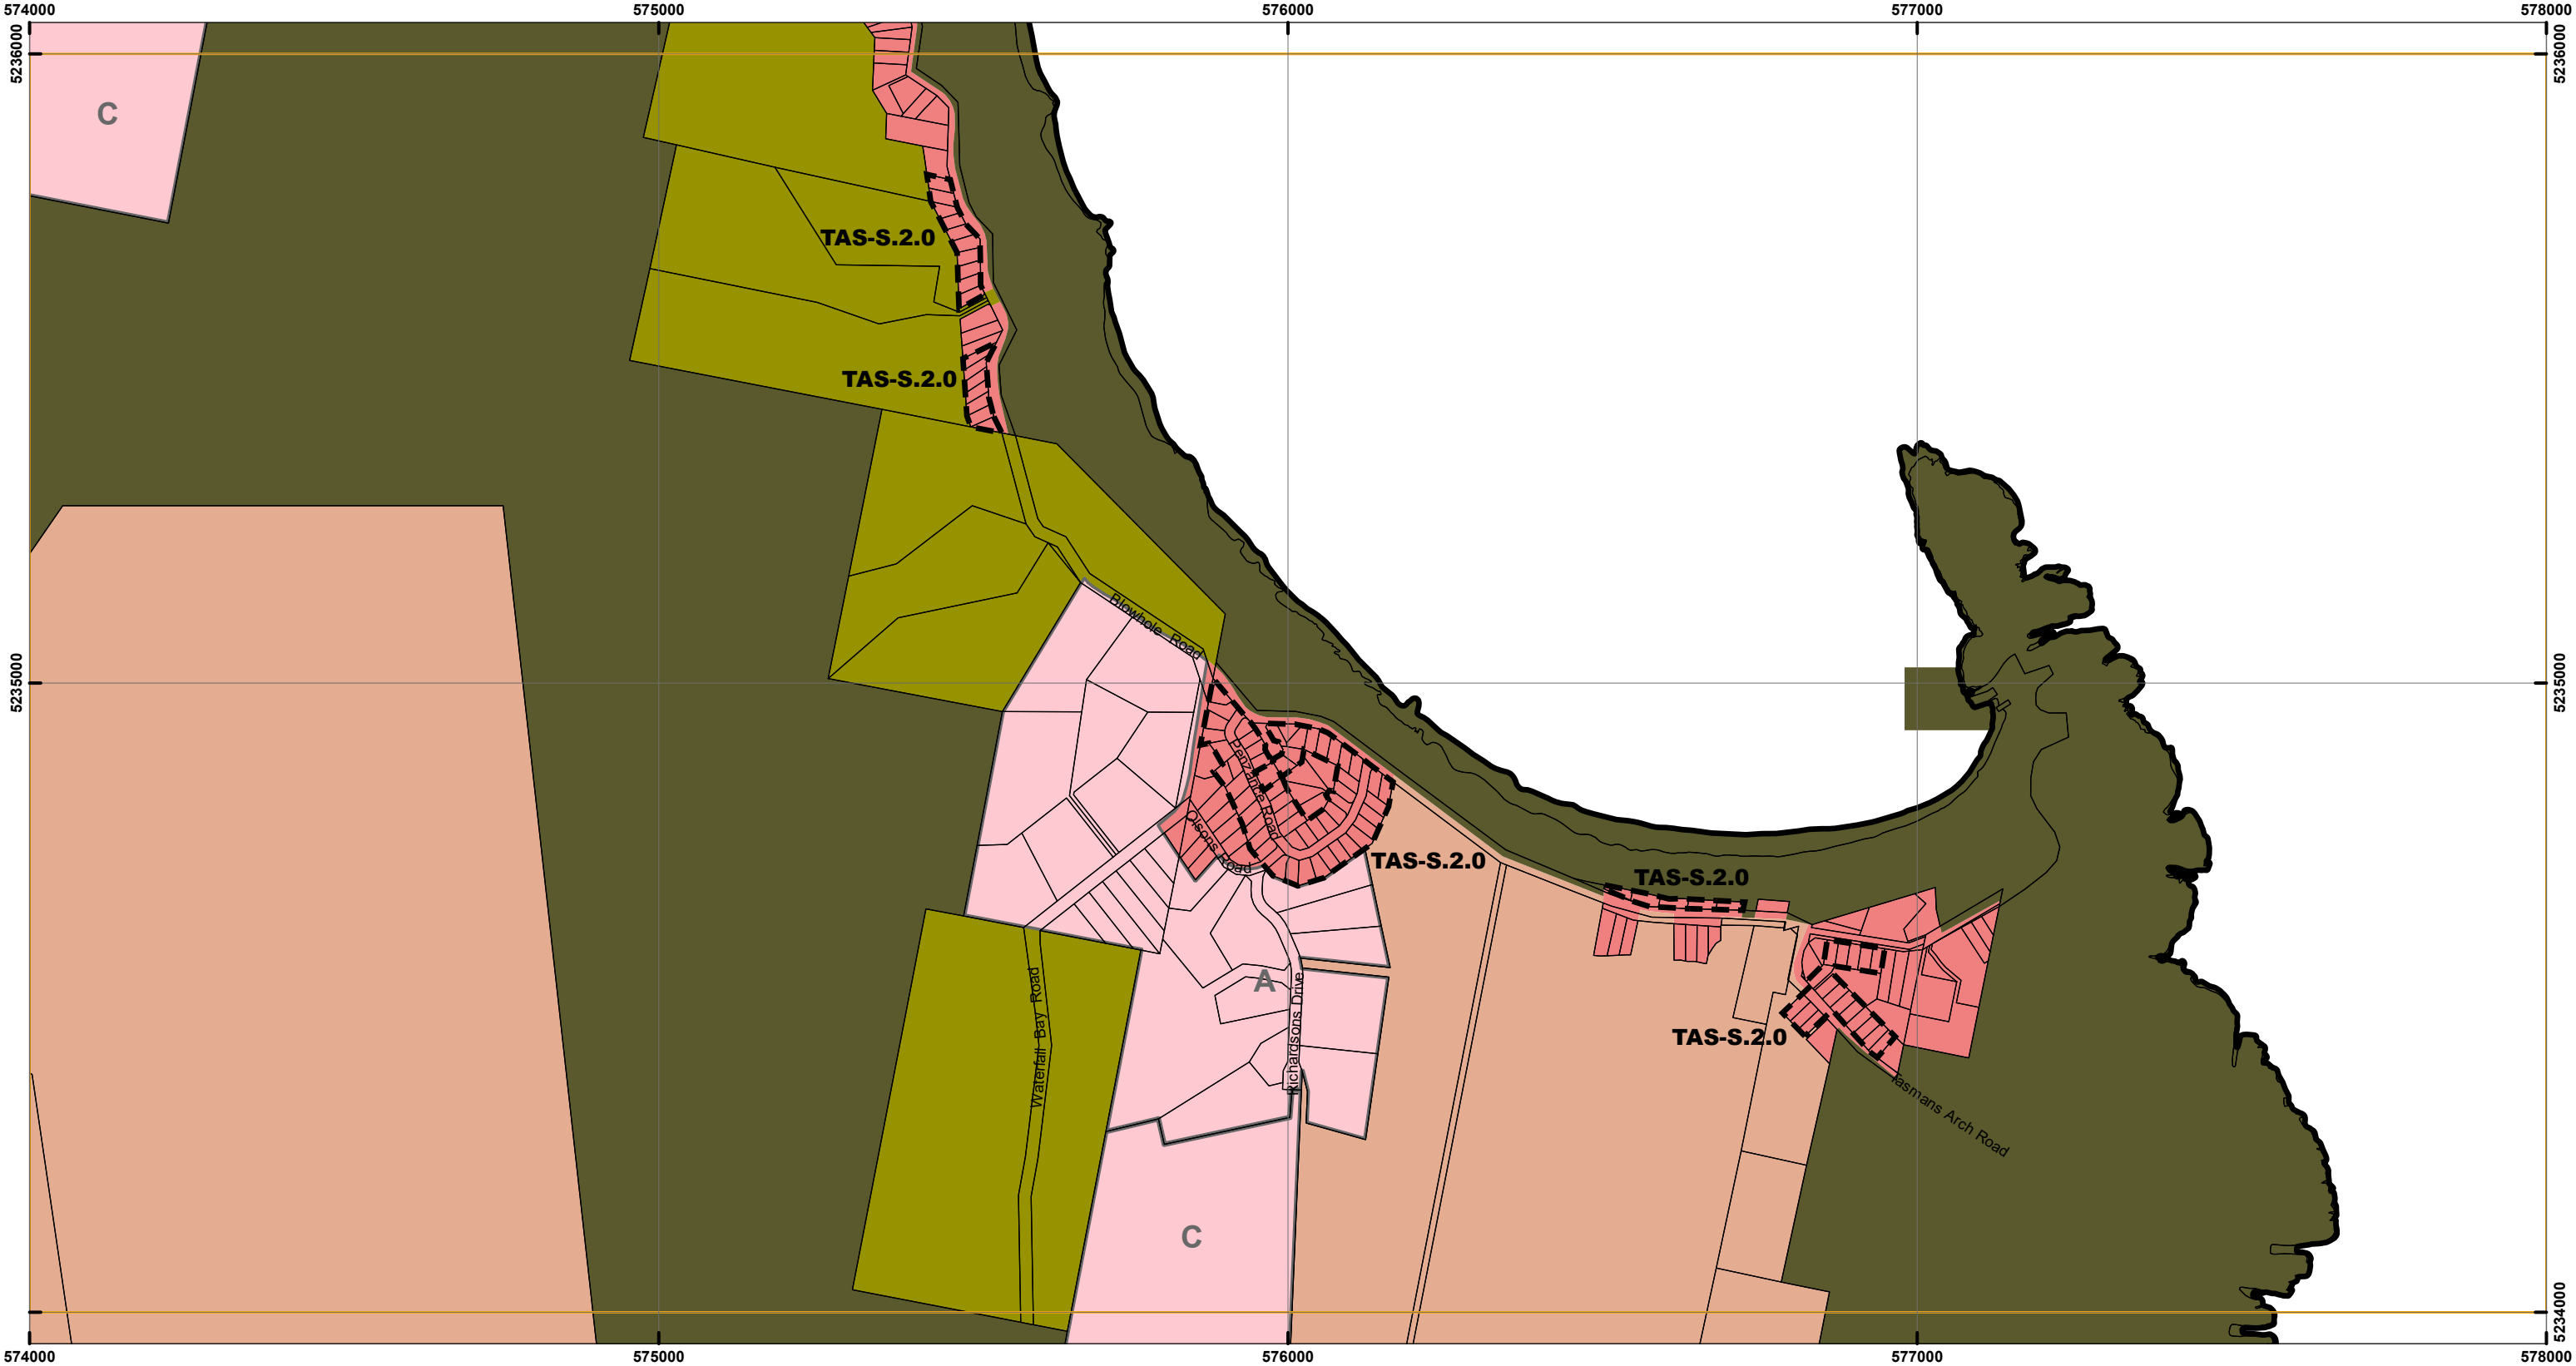 574000
575000
576000
577000
578000
5236000
5236000
C
TAS-S.2.0
TAS-S.2.0
Blowhole Road
5235000
5235000
Penzance Road
Olsons Road
TAS-S.2.0
TAS-S.2.0
A
Waterfall Bay Road
Richardsons Drive
TAS-S.2.0
Tasmans Arch Road
C
5234000
5234000
574000
575000
576000
577000
578000